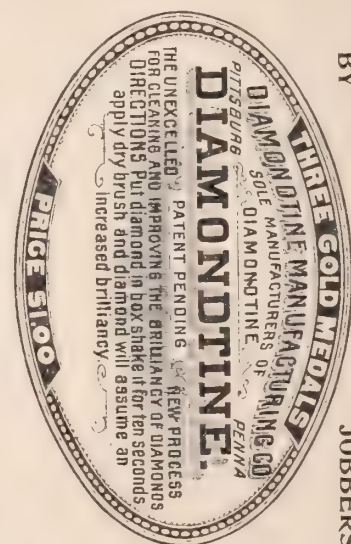 BY JOBBERS
THREE GOLD MEDALS
DIAMONDTINE MANUFACTURING CO
SOLE MANUFACTURERS OF
DIAMONDTINE
PITTSBURG PENNA
DIAMONDTINE.
PATENT PENDING
THE UNEXCELLED NEW PROCESS
FOR CLEANING AND IMPROVING THE BRILLIANCY OF DIAMONDS
DIRECTIONS Put diamond in box shake it for ten seconds
apply dry brush and diamond will assume an
increased brilliancy
PRICE $1.00